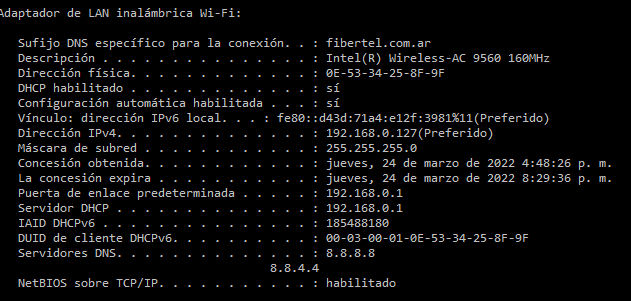 Adaptador de LAN inalámbrica Wi-Fi:
Sufijo DNS específico para la conexión. . : fibertel.com.ar
Descripción . . . . . . . . . . . . . . . : Intel(R) Wireless-AC 9560 160MHz
Dirección física. . . . . . . . . . . . . : 0E-53-34-25-8F-9F
DHCP habilitado . . . . . . . . . . . . . : sí
Configuración automática habilitada . . . : sí
Vínculo: dirección IPv6 local. . . : fe80::d43d:71a4:e12f:3981%11(Preferido)
Dirección IPv4. . . . . . . . . . . . . . : 192.168.0.127(Preferido)
Máscara de subred . . . . . . . . . . . . : 255.255.255.0
Concesión obtenida. . . . . . . . . . . . : jueves, 24 de marzo de 2022 4:48:26 p. m.
La concesión expira . . . . . . . . . . . : jueves, 24 de marzo de 2022 8:29:36 p. m.
Puerta de enlace predeterminada . . . . . : 192.168.0.1
Servidor DHCP . . . . . . . . . . . . . . : 192.168.0.1
IAID DHCPv6 . . . . . . . . . . . . . . . : 185488180
DUID de cliente DHCPv6. . . . . . . . . . : 00-03-00-01-0E-53-34-25-8F-9F
Servidores DNS. . . . . . . . . . . . . . : 8.8.8.8
8.8.4.4
NetBIOS sobre TCP/IP. . . . . . . . . . . : habilitado